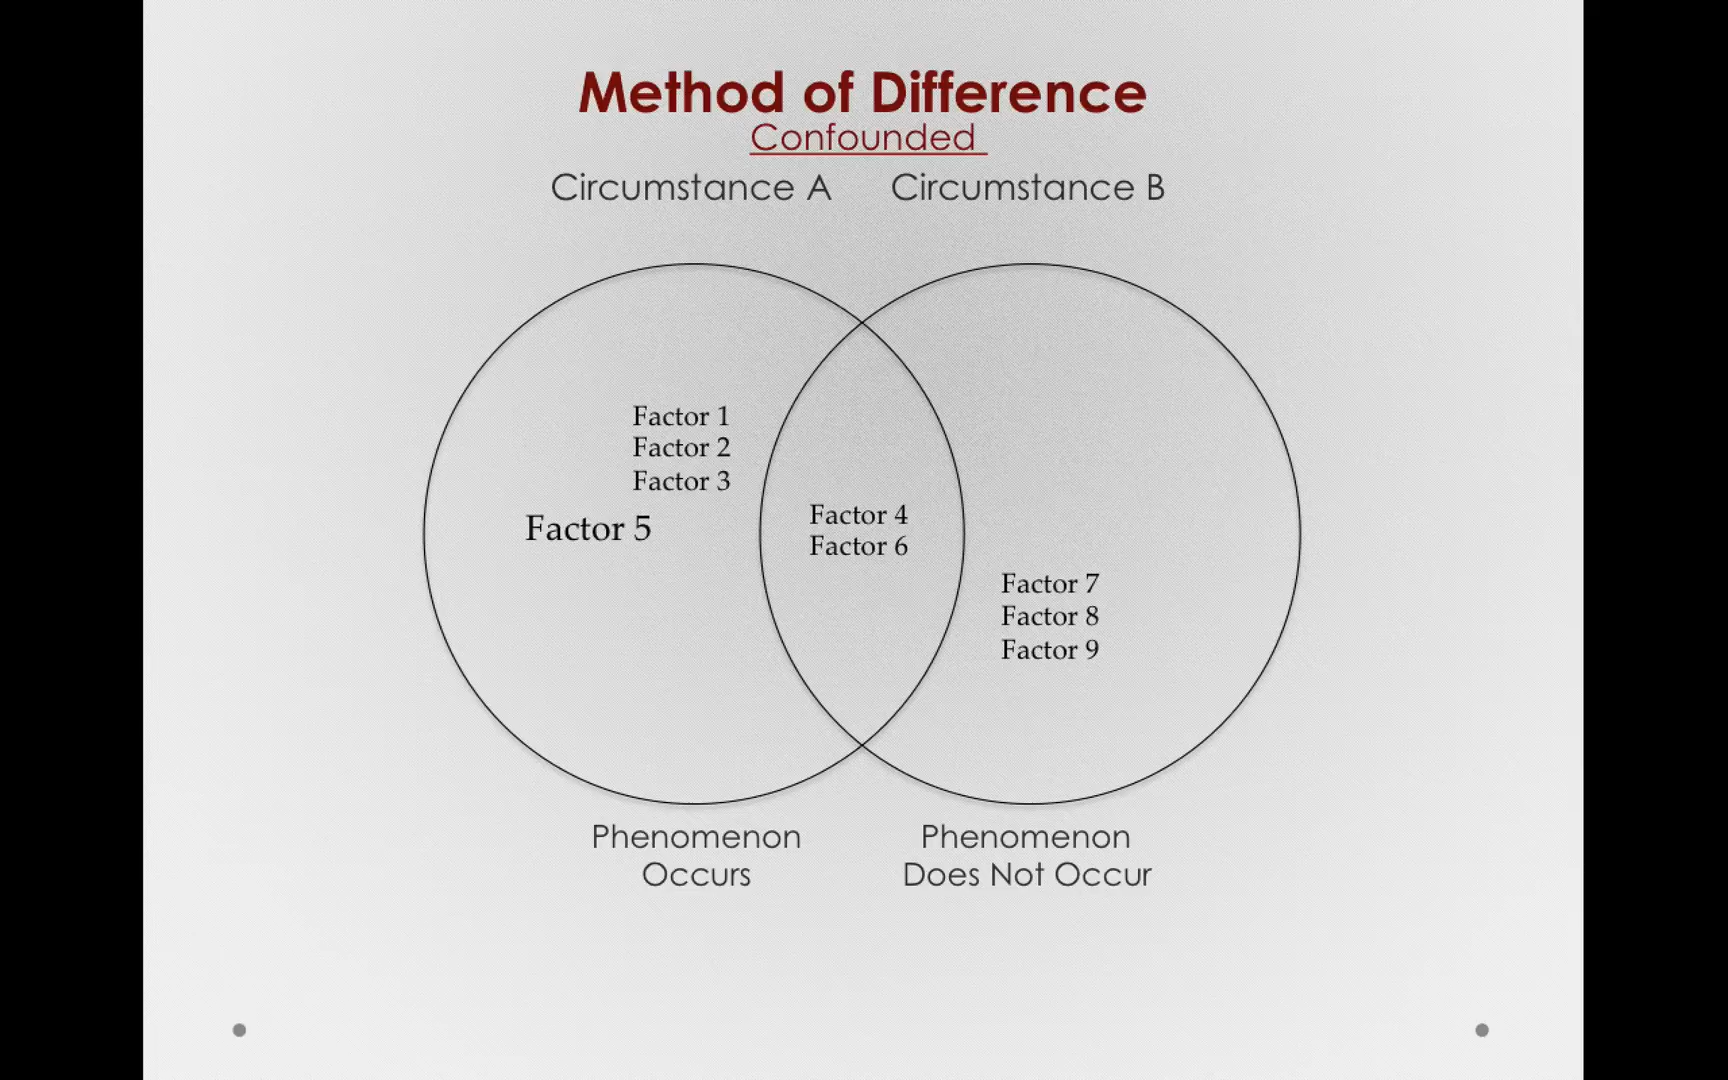 Method of Difference
Confounded
Circumstance A
Circumstance B
Factor 1
Factor 2
Factor 3
Factor 5
Factor 4
Factor 6
Factor 7
Factor 8
Factor 9
Phenomenon
Occurs
Phenomenon
Does Not Occur